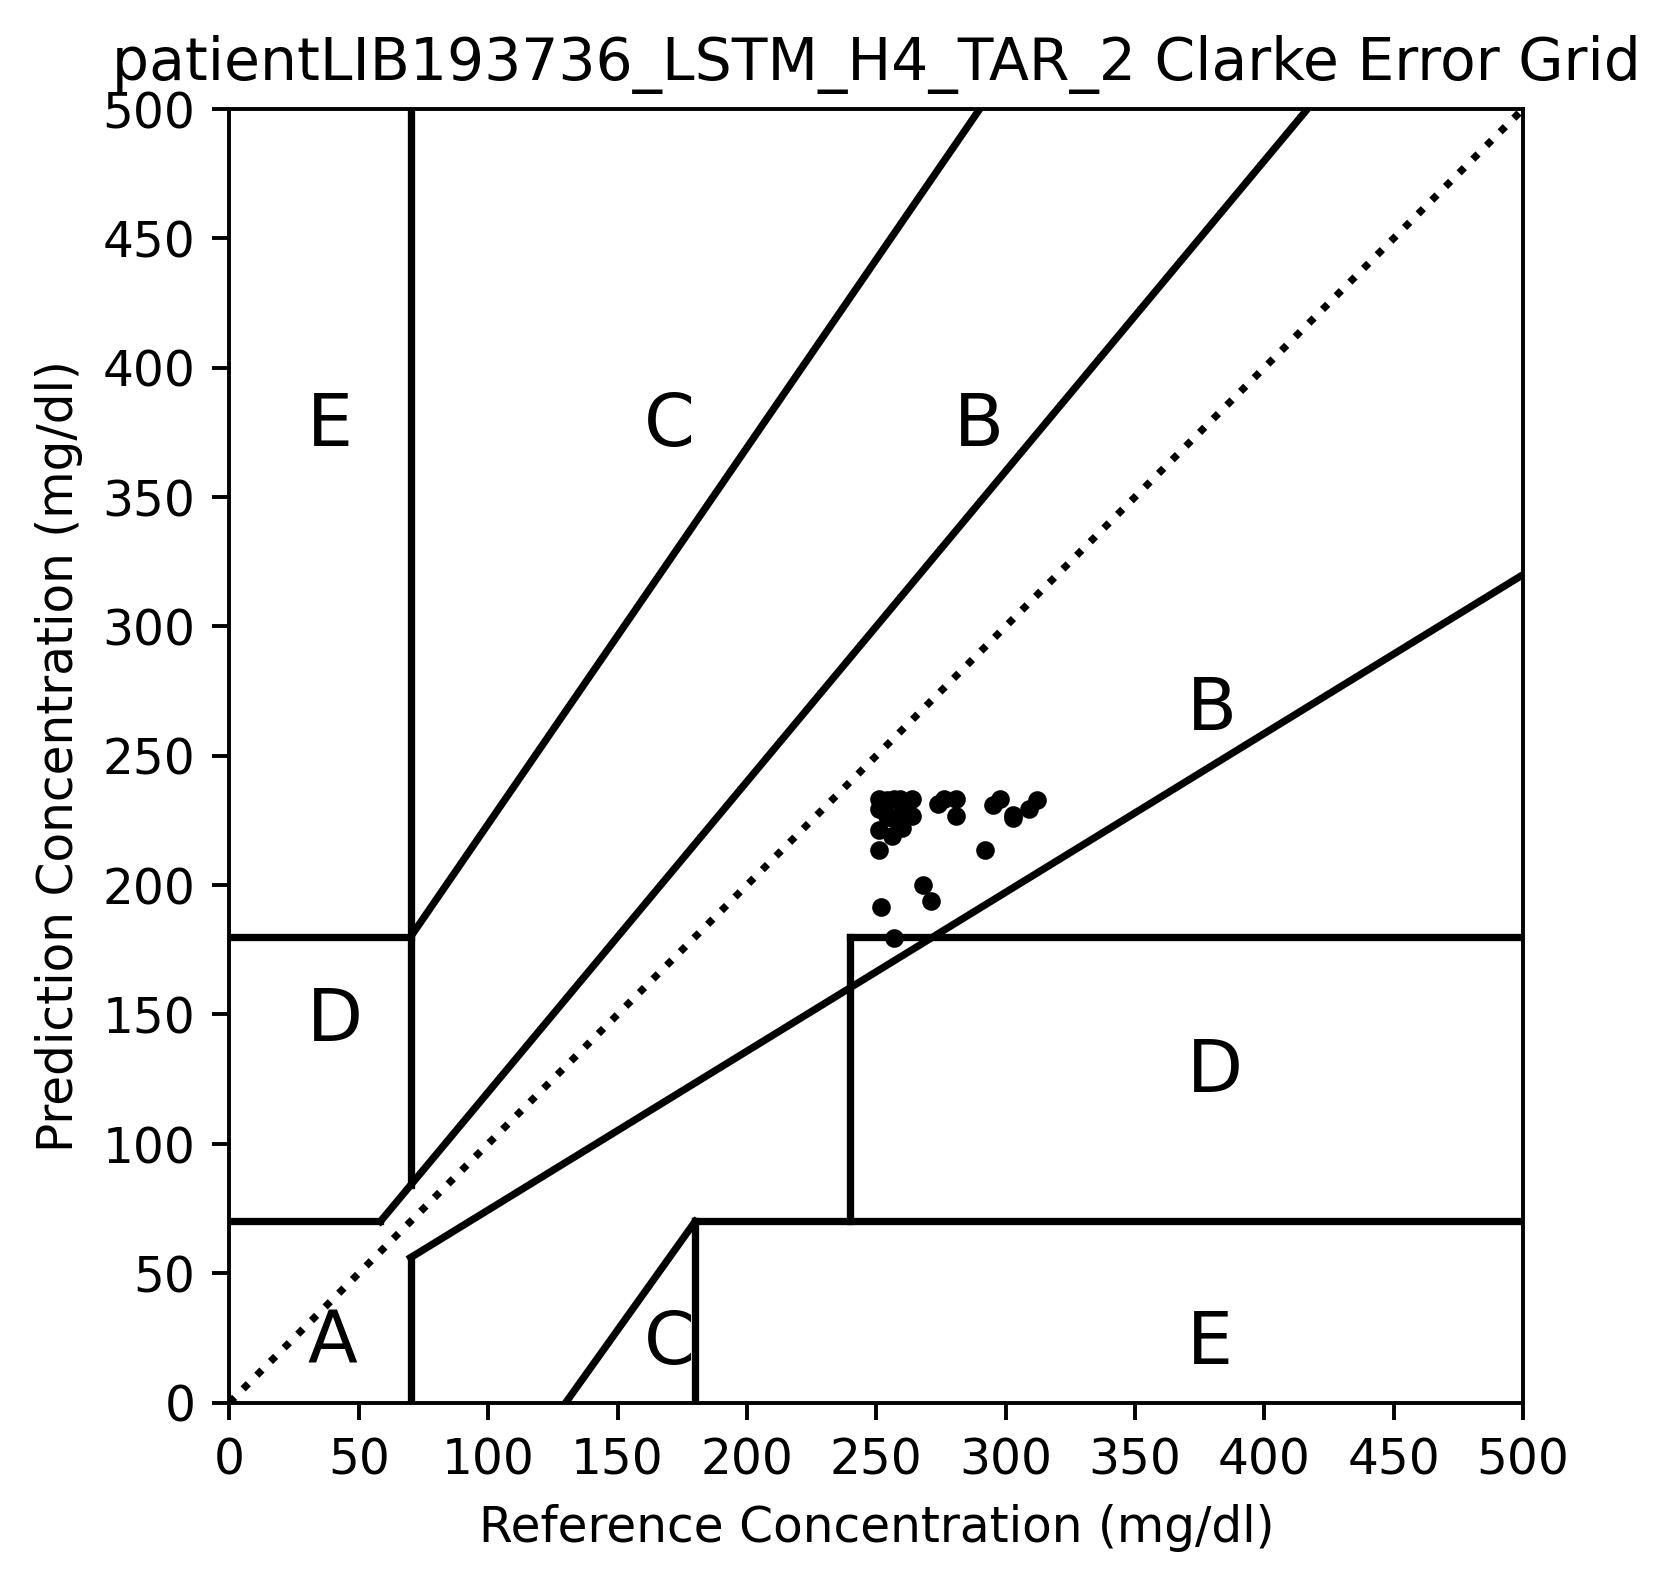 patientLIB193736_LSTM_H4_TAR_2 Clarke Error Grid
500
450
400
350
300
250
200
150
100
50
0
Prediction Concentration (mg/dl)
E
C
B
B
D
D
A
C
E
0 50 100 150 200 250 300 350 400 450 500
Reference Concentration (mg/dl)